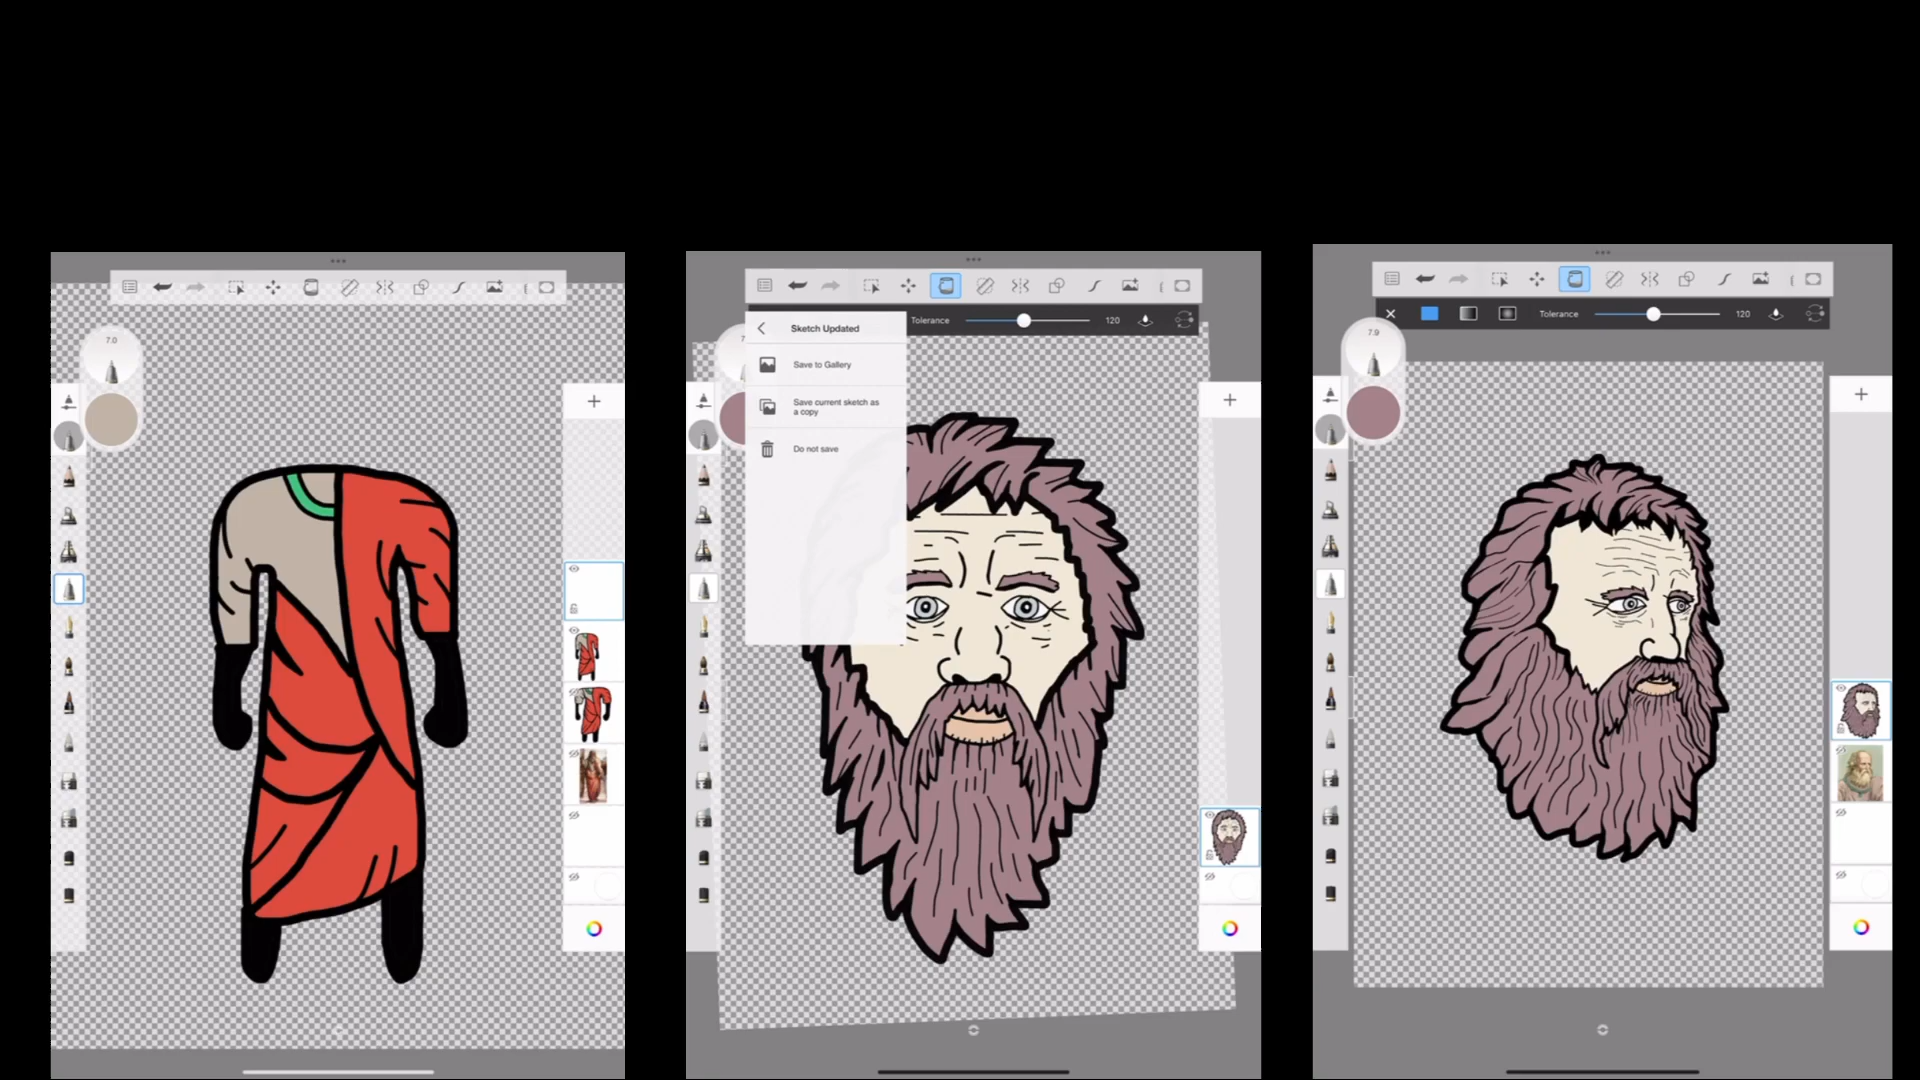 7.0
Tolerance
120
Sketch Updated
Save to Gallery
Save current sketch as
a copy
Do not save
7
Tolerance
120
7.9